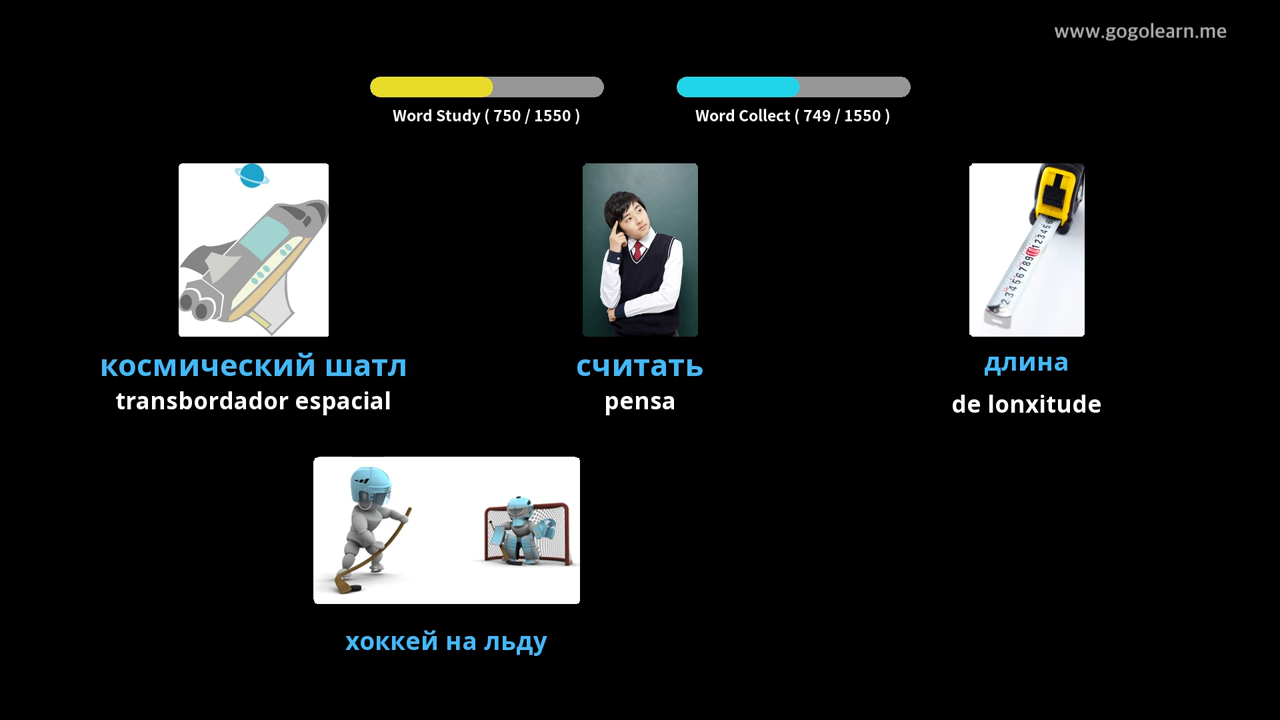 www.gogolearn.me
Word Study ( 750 / 1550 )
Word Collect ( 749 / 1550 )
космический шатл
transbordador espacial
считать
pensa
длина
de lonxitude
хоккей на льду